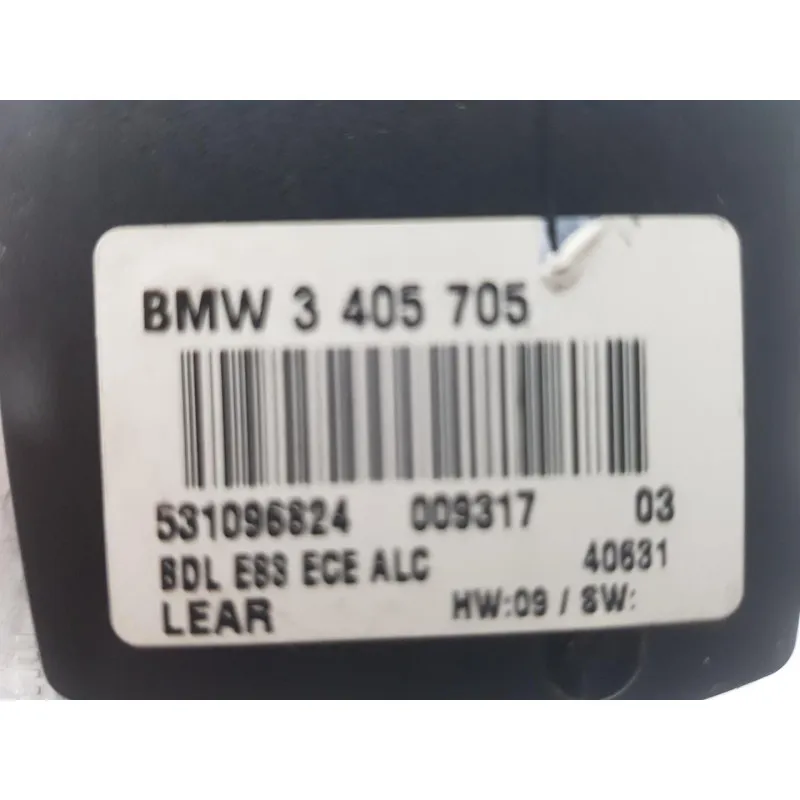 BMW 3 405 705
531096824 009317 03
BDL E83 ECE ALC 40631
LEAR HW:09 / SW: